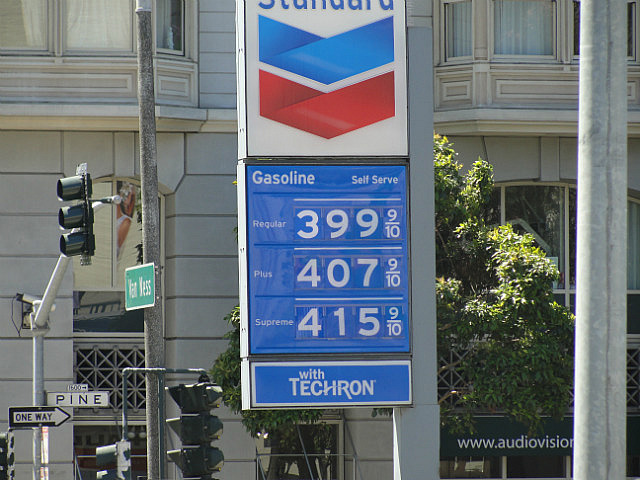 Standard
Gasoline Self Serve
Regular 399 9/10
Plus 407 9/10
Supreme 415 9/10
with
TECHRON
Van Ness
PINE
ONE WAY
www.audiovision